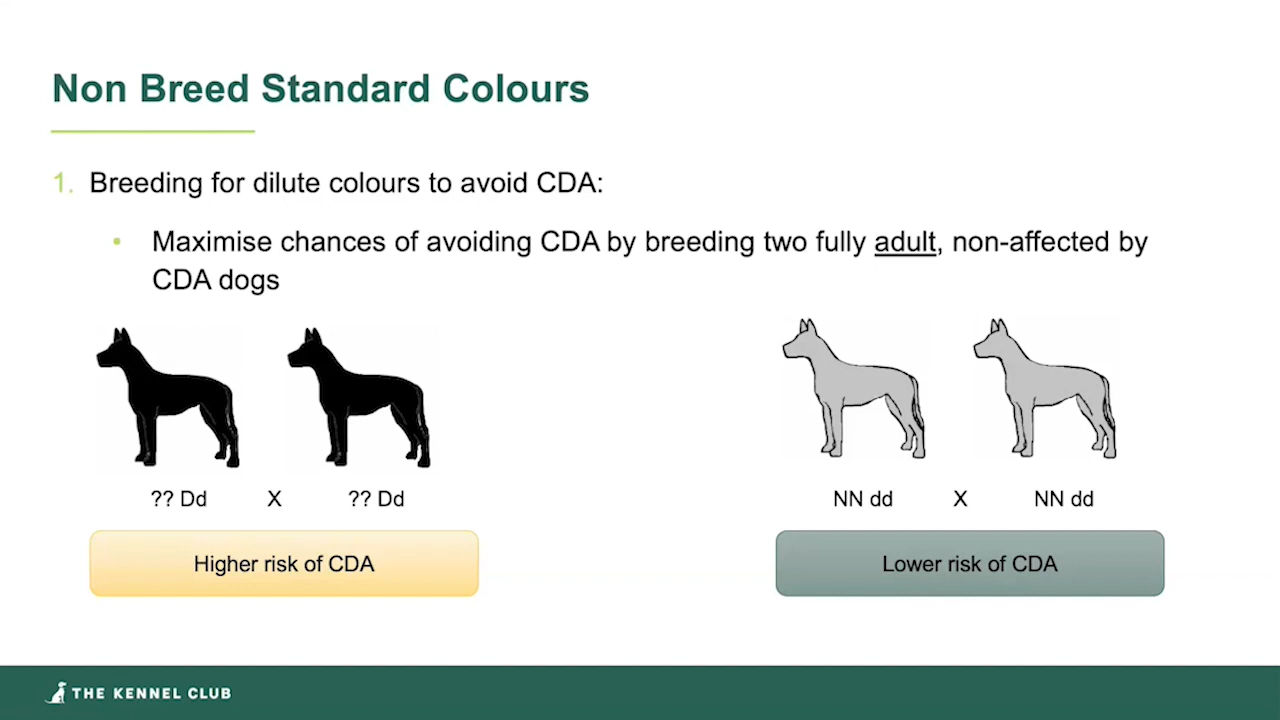 Non Breed Standard Colours
1. Breeding for dilute colours to avoid CDA:
• Maximise chances of avoiding CDA by breeding two fully adult, non-affected by
CDA dogs
?? Dd X ?? Dd
NN dd X NN dd
Higher risk of CDA
Lower risk of CDA
THE KENNEL CLUB